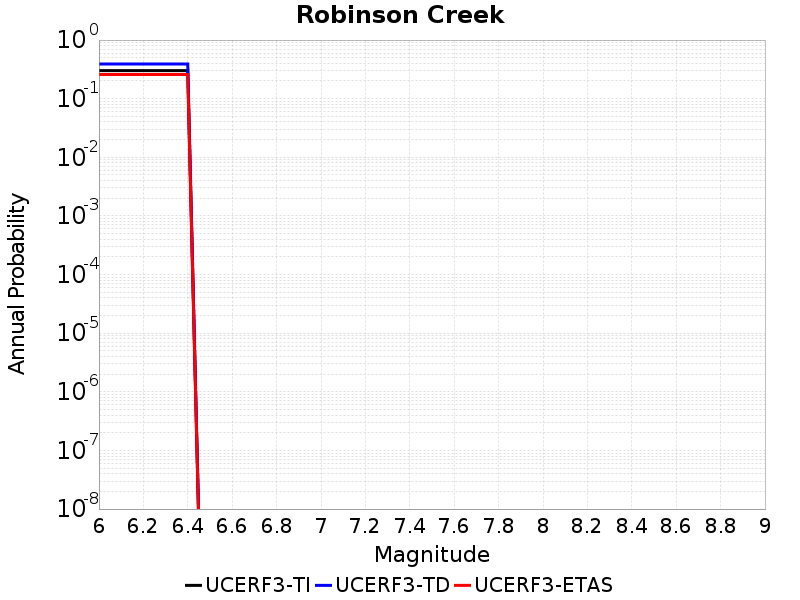 Robinson Creek
Annual Probability
10^0
10^-1
10^-2
10^-3
10^-4
10^-5
10^-6
10^-7
10^-8
6 6.2 6.4 6.6 6.8 7 7.2 7.4 7.6 7.8 8 8.2 8.4 8.6 8.8 9
Magnitude
UCERF3-TI UCERF3-TD UCERF3-ETAS